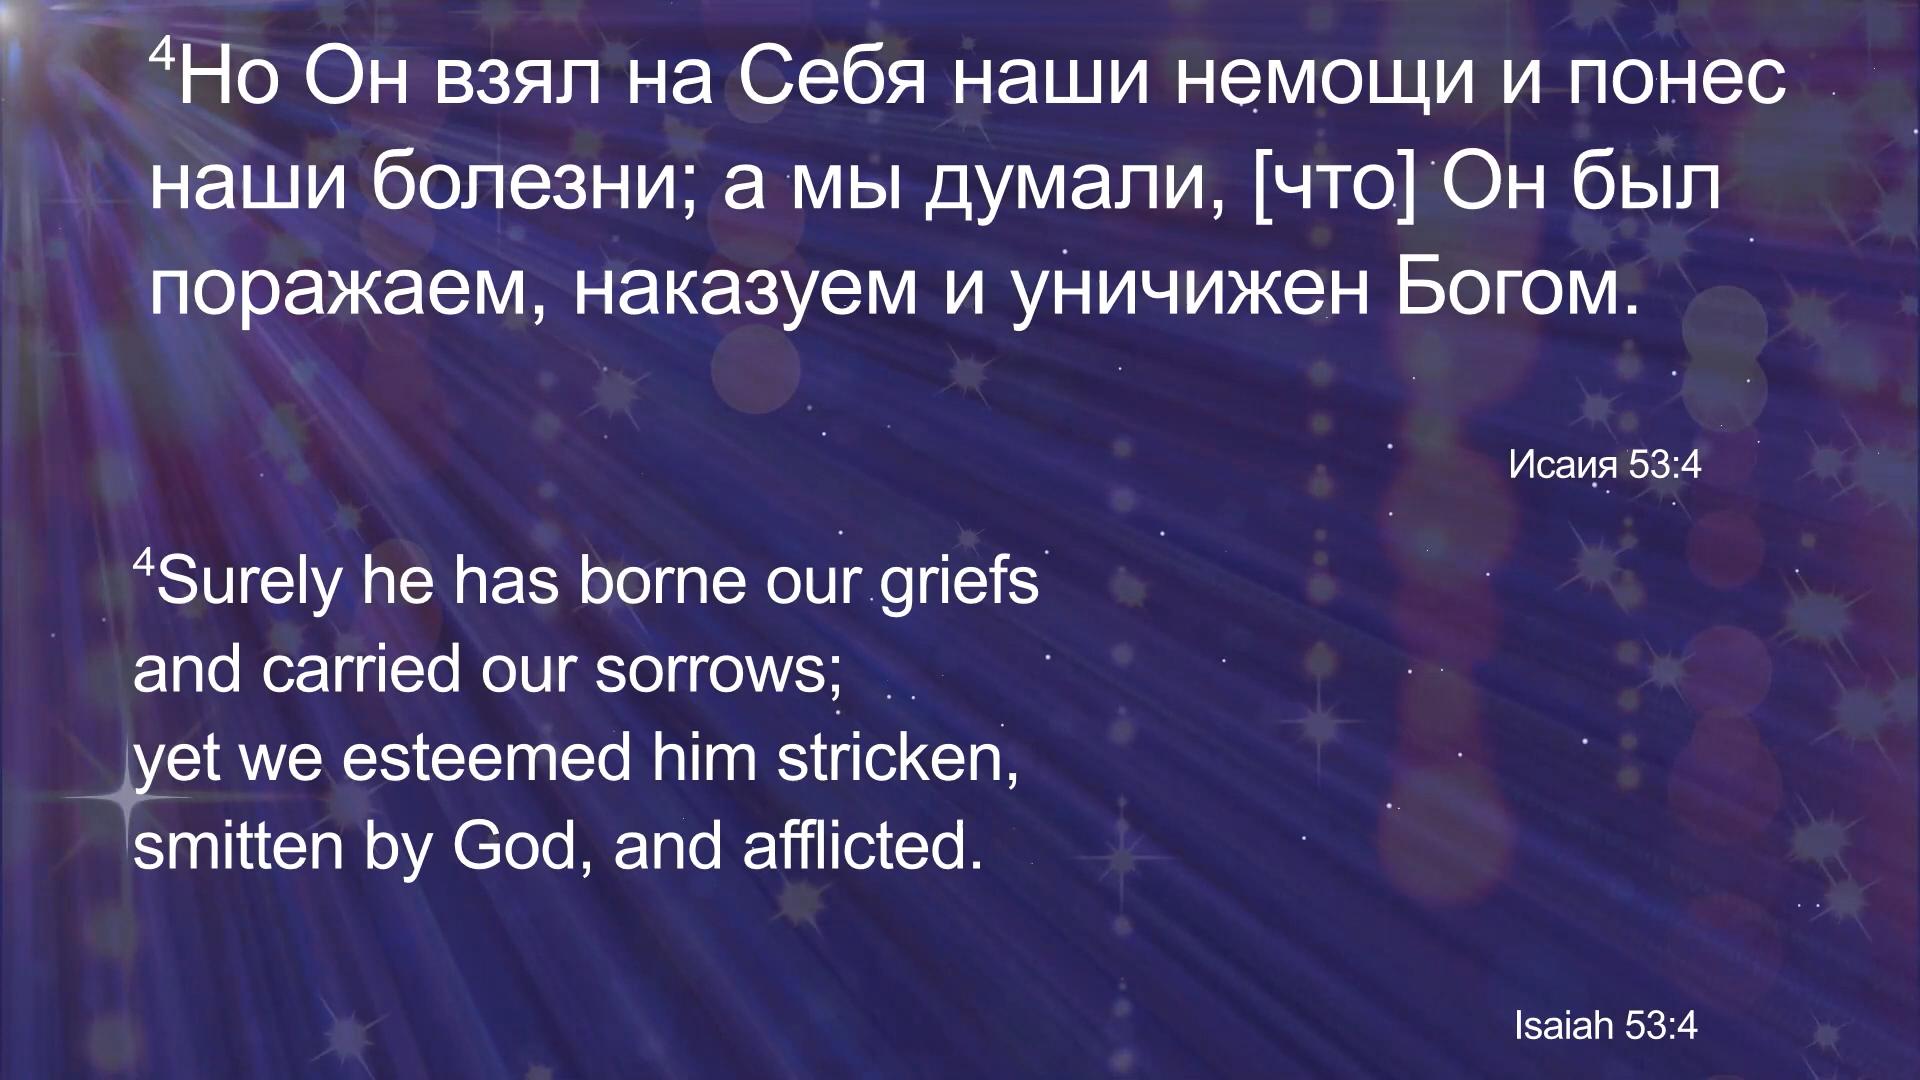 ⁴Но Он взял на Себя наши немощи и понес
наши болезни; а мы думали, [что] Он был
поражаем, наказуем и уничижен Богом.
Исаия 53:4
⁴Surely he has borne our griefs
and carried our sorrows;
yet we esteemed him stricken,
smitten by God, and afflicted.
Isaiah 53:4